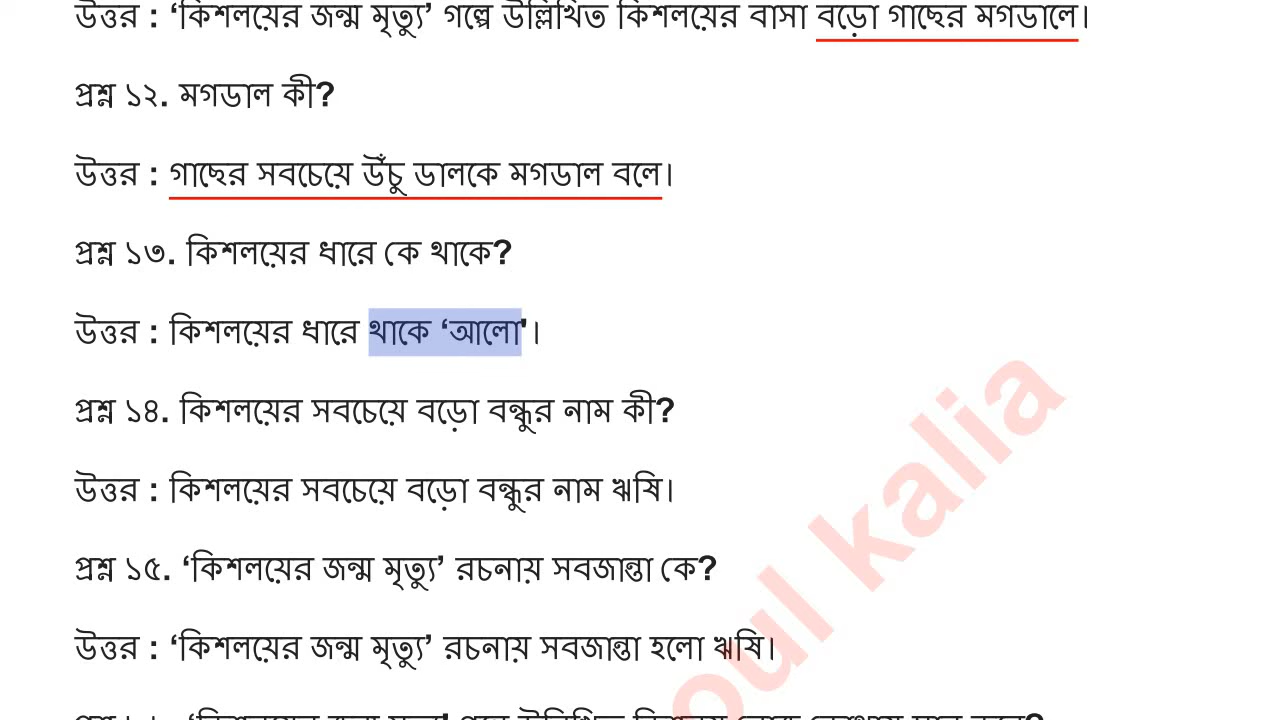 উত্তর : ‘কিশলয়ের জন্ম মৃত্যু’ গল্পে উল্লিখিত কিশলয়ের বাসা বড়ো গাছের মগডালে।
প্রশ্ন ১২. মগডাল কী?
উত্তর : গাছের সবচেয়ে উঁচু ডালকে মগডাল বলে।
প্রশ্ন ১৩. কিশলয়ের ধারে কে থাকে?
উত্তর : কিশলয়ের ধারে থাকে ‘আলো'।
প্রশ্ন ১৪. কিশলয়ের সবচেয়ে বড়ো বন্ধুর নাম কী?
উত্তর : কিশলয়ের সবচেয়ে বড়ো বন্ধুর নাম ঋষি।
প্রশ্ন ১৫. ‘কিশলয়ের জন্ম মৃত্যু’ রচনায় সবজান্তা কে?
উত্তর : ‘কিশলয়ের জন্ম মৃত্যু’ রচনায় সবজান্তা হলো ঋষি।
oul kalia